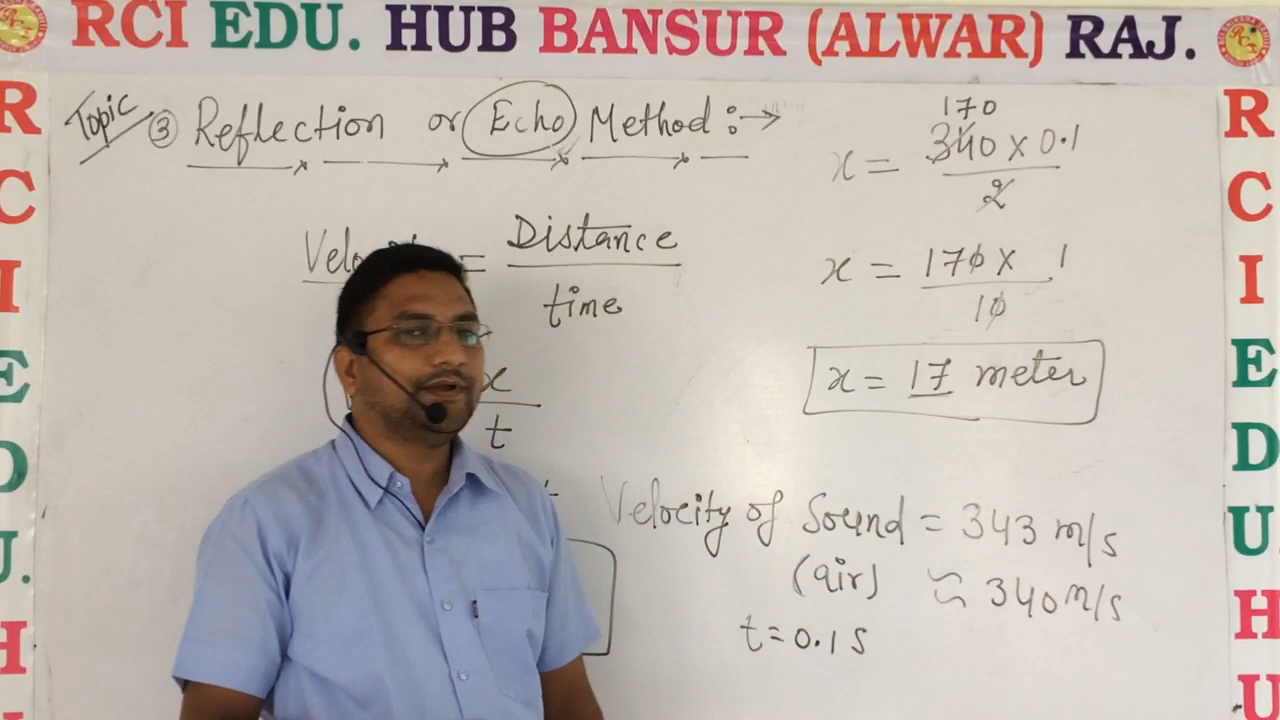 RCI EDU. HUB BANSUR (ALWAR) RAJ.
Topic ③ Reflection or Echo Method :→
= Distance
time
x
t
170
x = 340 x 0.1
2
x = 170 x 1
10
x = 17 meter
Velocity of Sound = 343 m/s
(air) ≈ 340 m/s
t = 0.1 s
R
C
I
E
D
U.
H
R
C
I
E
D
U.
H
U